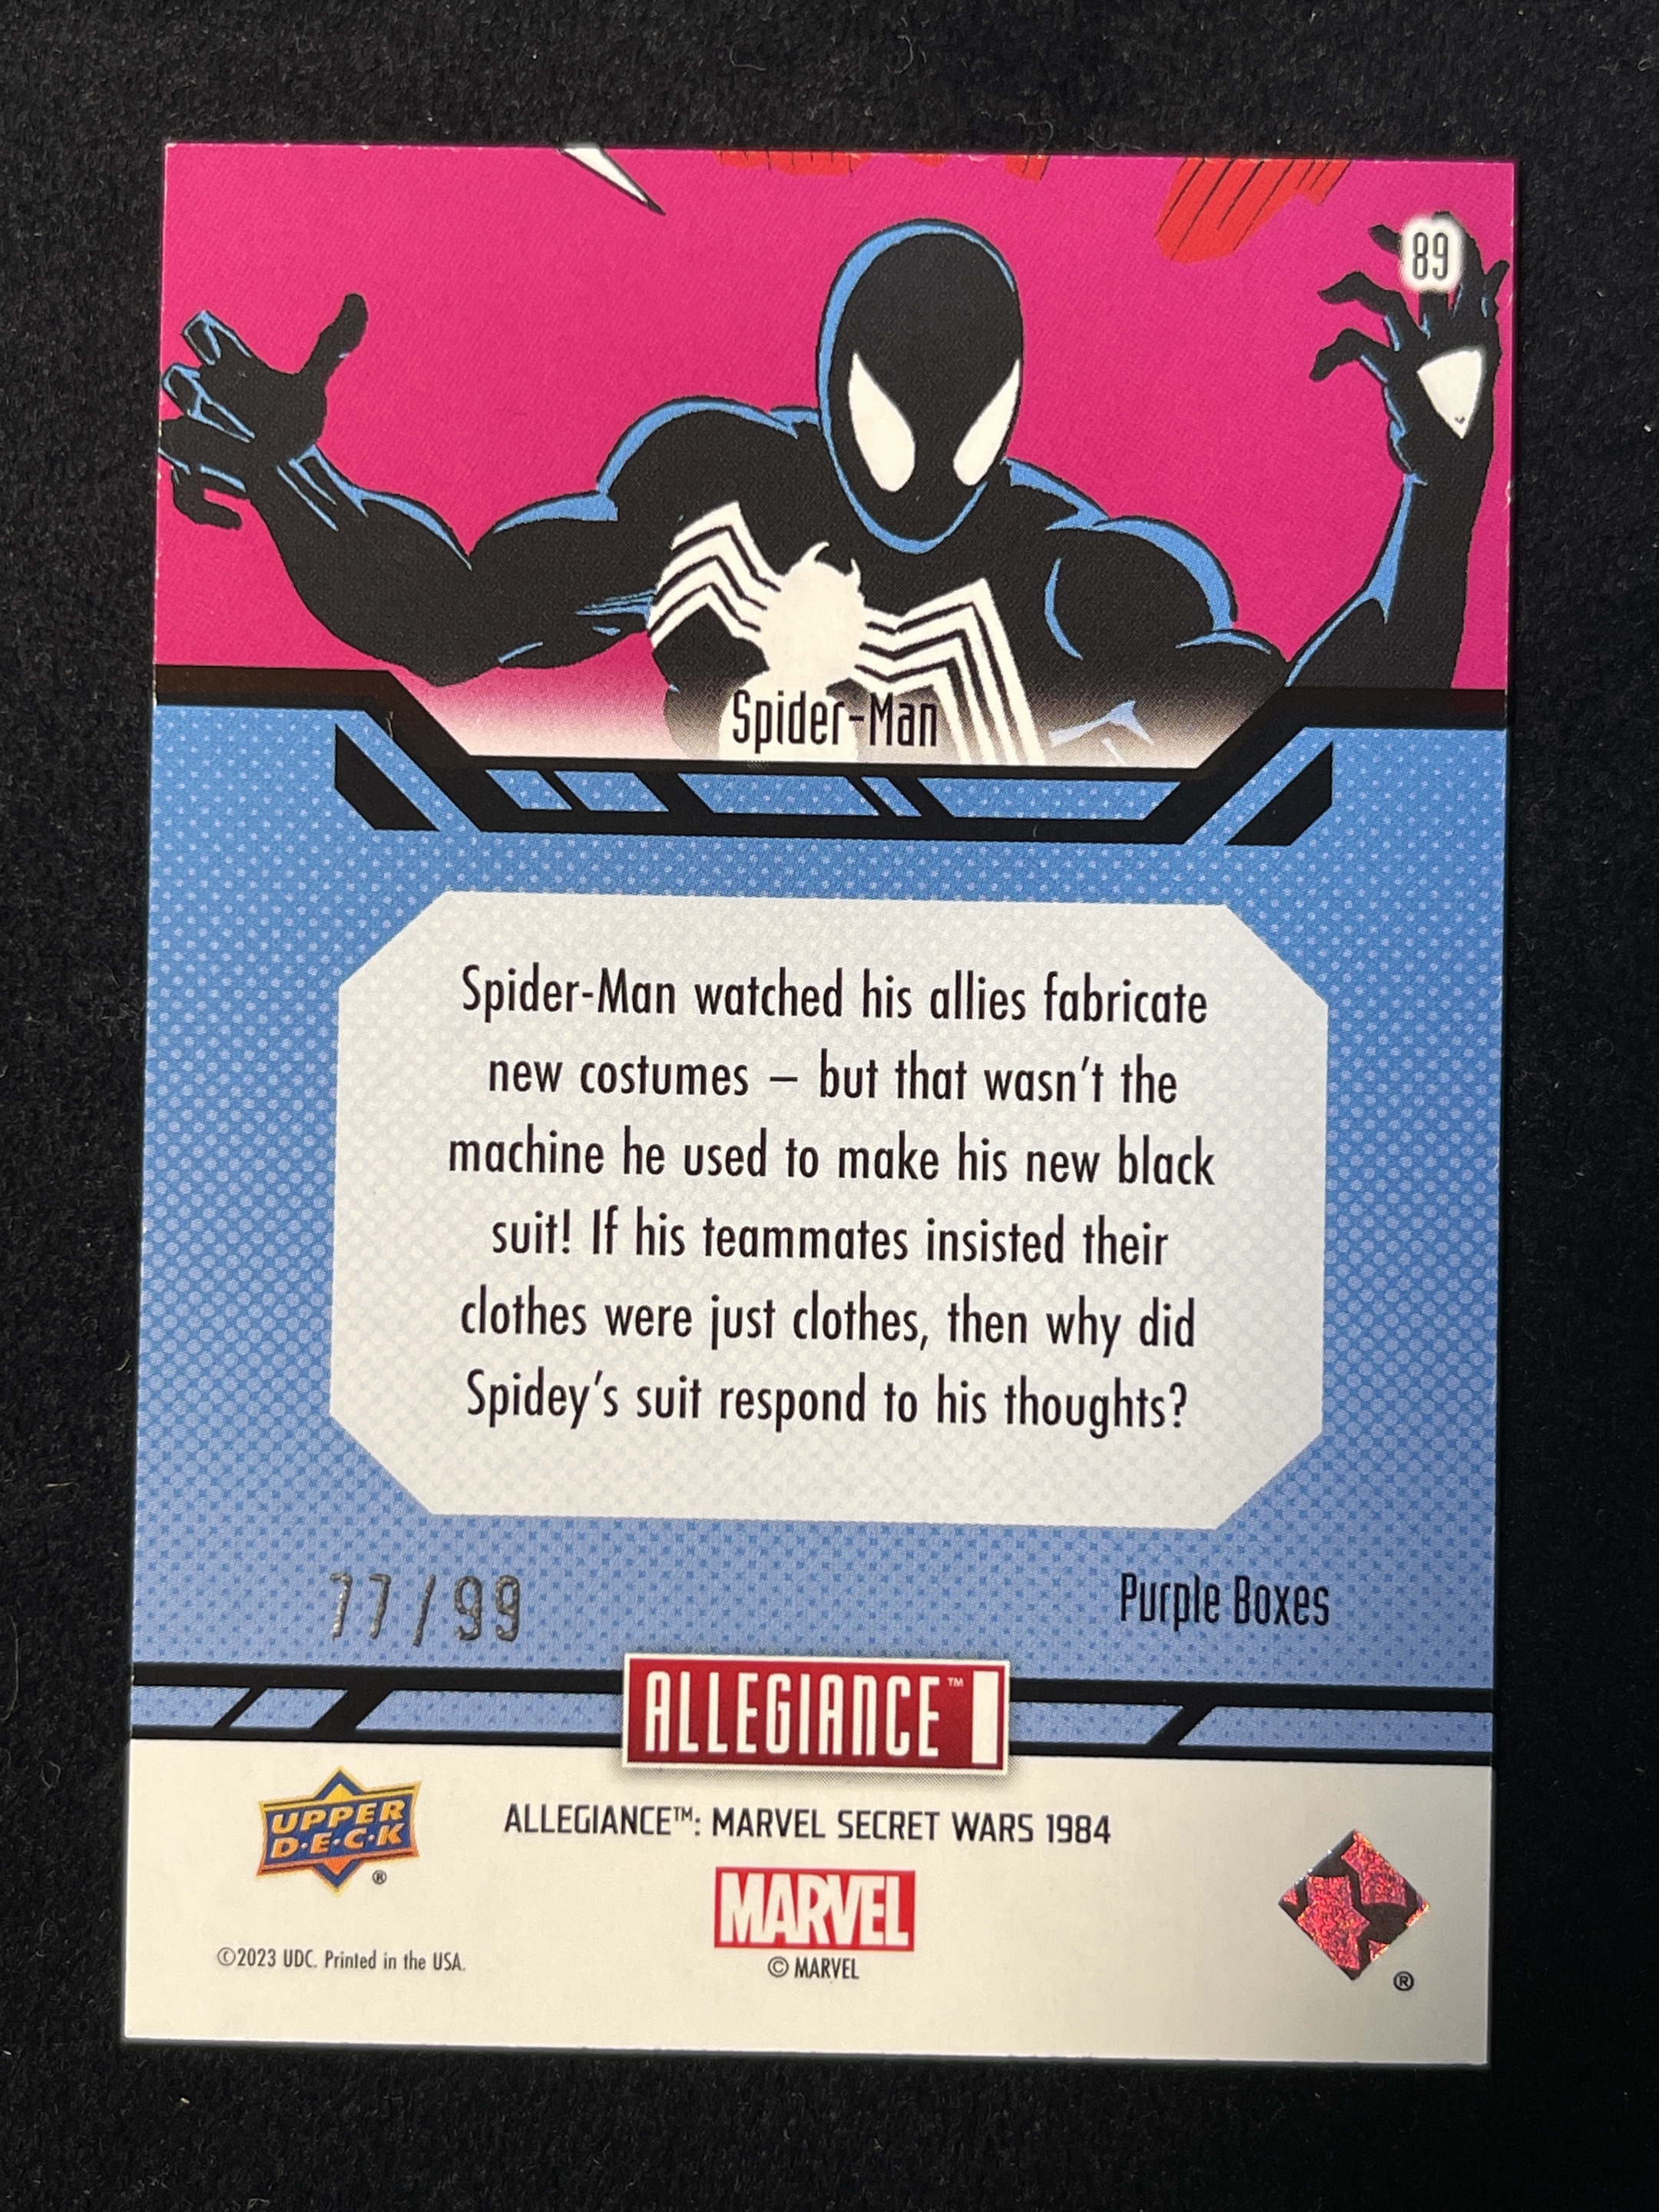 89
Spider-Man
Spider-Man watched his allies fabricate
new costumes – but that wasn't the
machine he used to make his new black
suit! If his teammates insisted their
clothes were just clothes, then why did
Spidey's suit respond to his thoughts?
77/99
Purple Boxes
ALLEGIANCE™
UPPER
D•E•C•K
®
ALLEGIANCE™: MARVEL SECRET WARS 1984
MARVEL
© MARVEL
©2023 UDC. Printed in the USA.
®